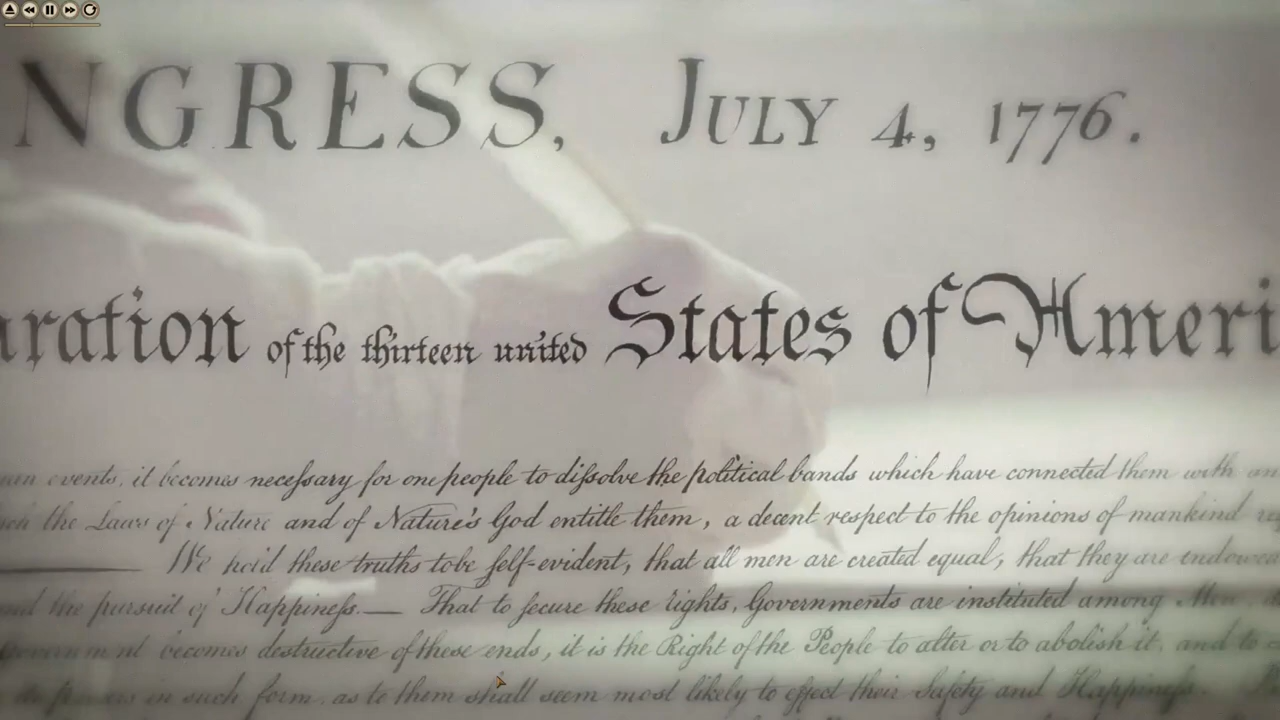 NGRESS, JULY 4, 1776.
aration of the thirteen united States of Ameri
an events, it becomes neceſsary for one people to diſsolve the political bands which have connected them with an
the Laws of Nature and of Nature's God entitle them, a decent respect to the opinions of mankind re
We hold these truths to be ſelf-evident, that all men are created equal, that they are endowed
and the pursuit of Happineſs.— That to ſecure these rights, Governments are instituted among Men,
becomes destructive of these ends, it is the Right of the People to alter or to abolish it, and to
its powers in such form, as to them shall seem most likely to effect their Safety and Happineſs.